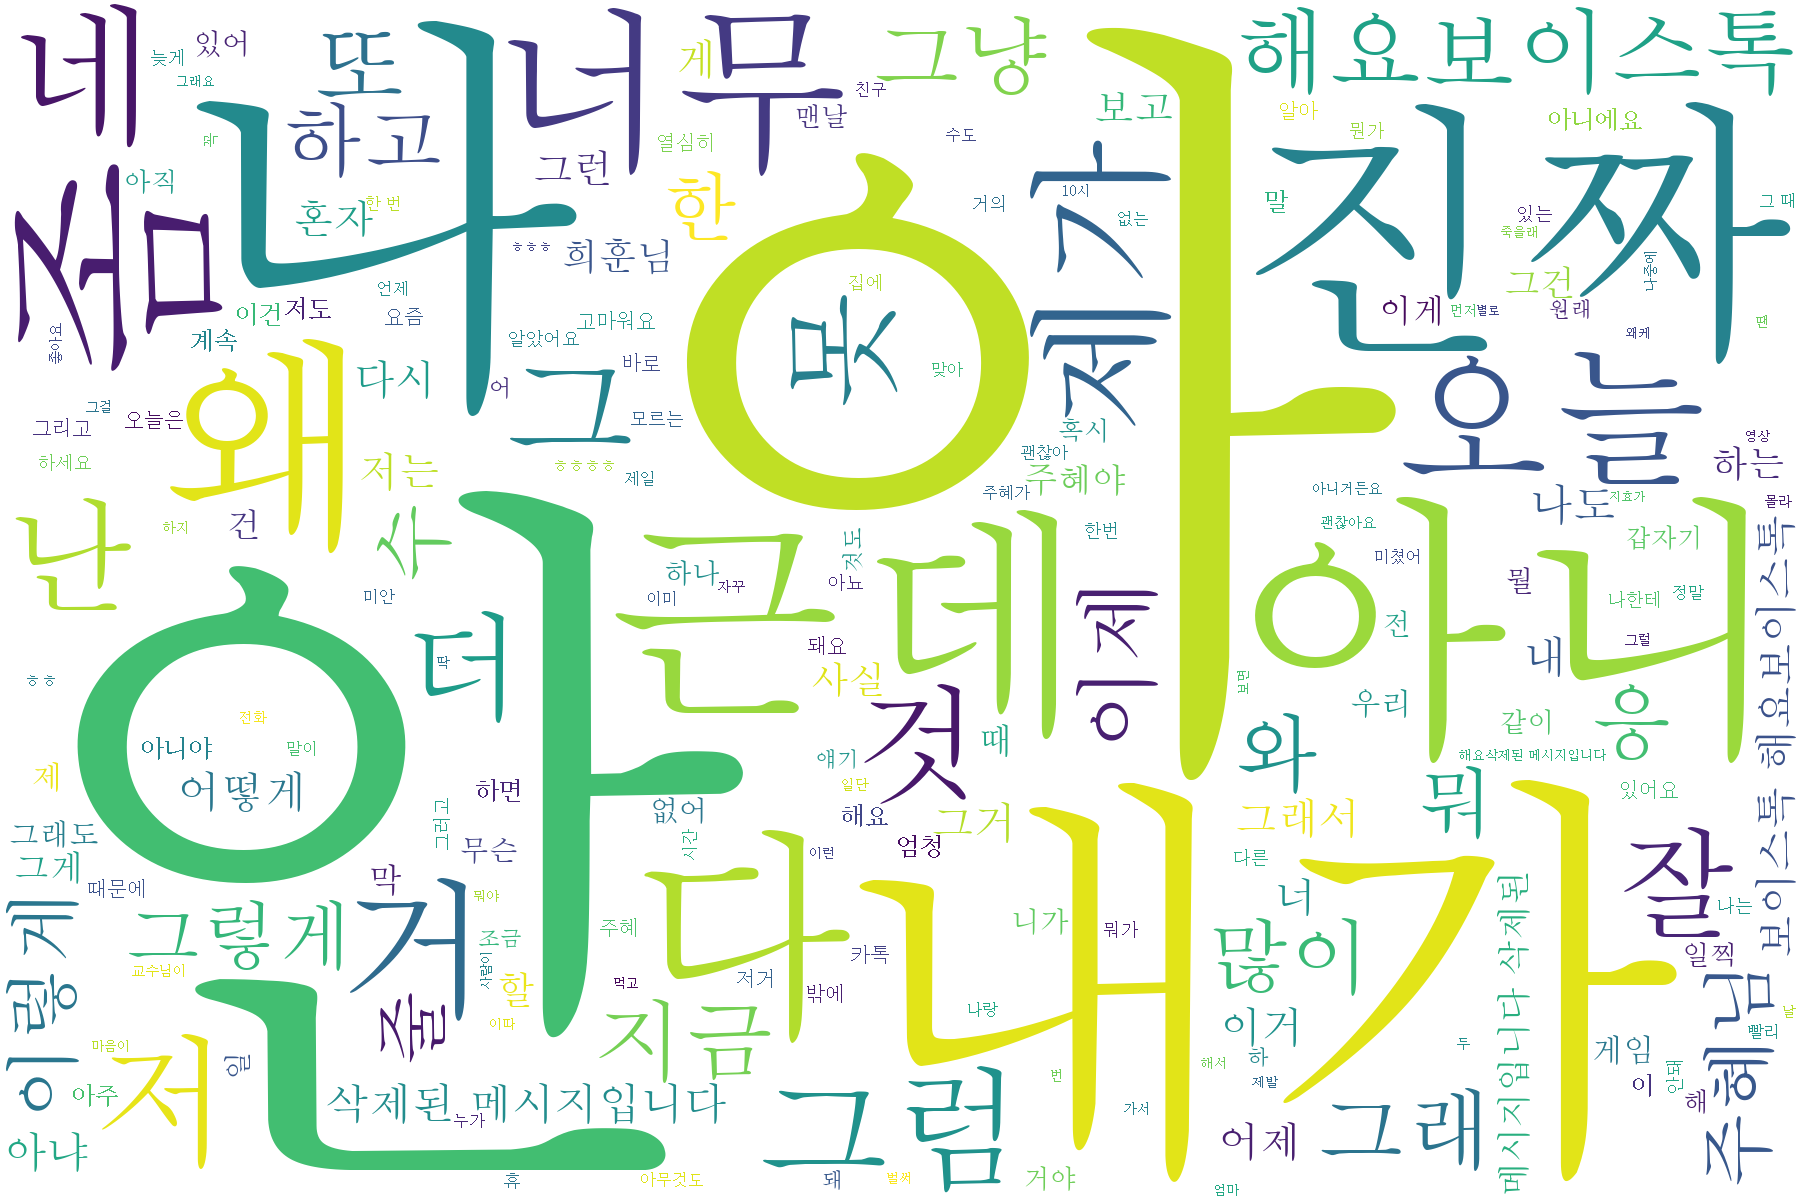 네
늦게
있어
그래요
또
너무
게
그냥
친구
해요보이스톡
하고
나
맨날
보고
알아
뭔가
아니에요
열심히
수도
그런
좀
아직
한
아
제가
10시
진짜
말
있는
그 때
혼자
한 번
거의
없는
죽을래
ㅎㅎㅎ
희훈님
집에
그건
나중에
언제
이건
저도
요즘
고마워요
못
는
이게
원래
먼저
별로
좋아요
계속
알았어요
바로
맞아
왜케
땐
왜
다시
그
어
오늘
그걸
그리고
오늘은
모르는
혹시
영상
하세요
저는
ㅎㅎㅎㅎ
제일
괜찮아
주혜야
하는
주혜가
아니거든요
나도
지효가
몰라
난
하지
건
수
근데
한번
괜찮아요
아니
갑자기
것도
하나
자꾸
아뇨
미쳤어
뭘
미안
이미
이제
나한테
정말
안
더
딱
돼요
전
그럴
내
ㅎㅎ
사실
것
보면
우리
같이
응
전화
아니야
말이
때
와
해요삭제된 메시지입니다
보이스톡 해요보이스톡
제
어떻게
얘기
일단
하면
없어
해요
그거
뭐
있어요
그래서
그래도
그러고
무슨
시간
엄청
이런
다른
잘
그게
때문에
막
거
뭐야
다
내가
너
메시지입니다 삭제된
나는
이렇게
그렇게
조금
주혜
니가
뭐가
많이
일찍
교수님이
사람이
할
먹고
카톡
저거
밖에
주혜님
이따
줄
지금
나랑
이거
게임
빨리
날
마음이
저
일
해서
하
두
아주
번
제발
이
안돼
해
삭제된 메시지입니다
누가
그럼
가서
어제
그래
아냐
휴
아무것도
돼
벌써
거야
엄마